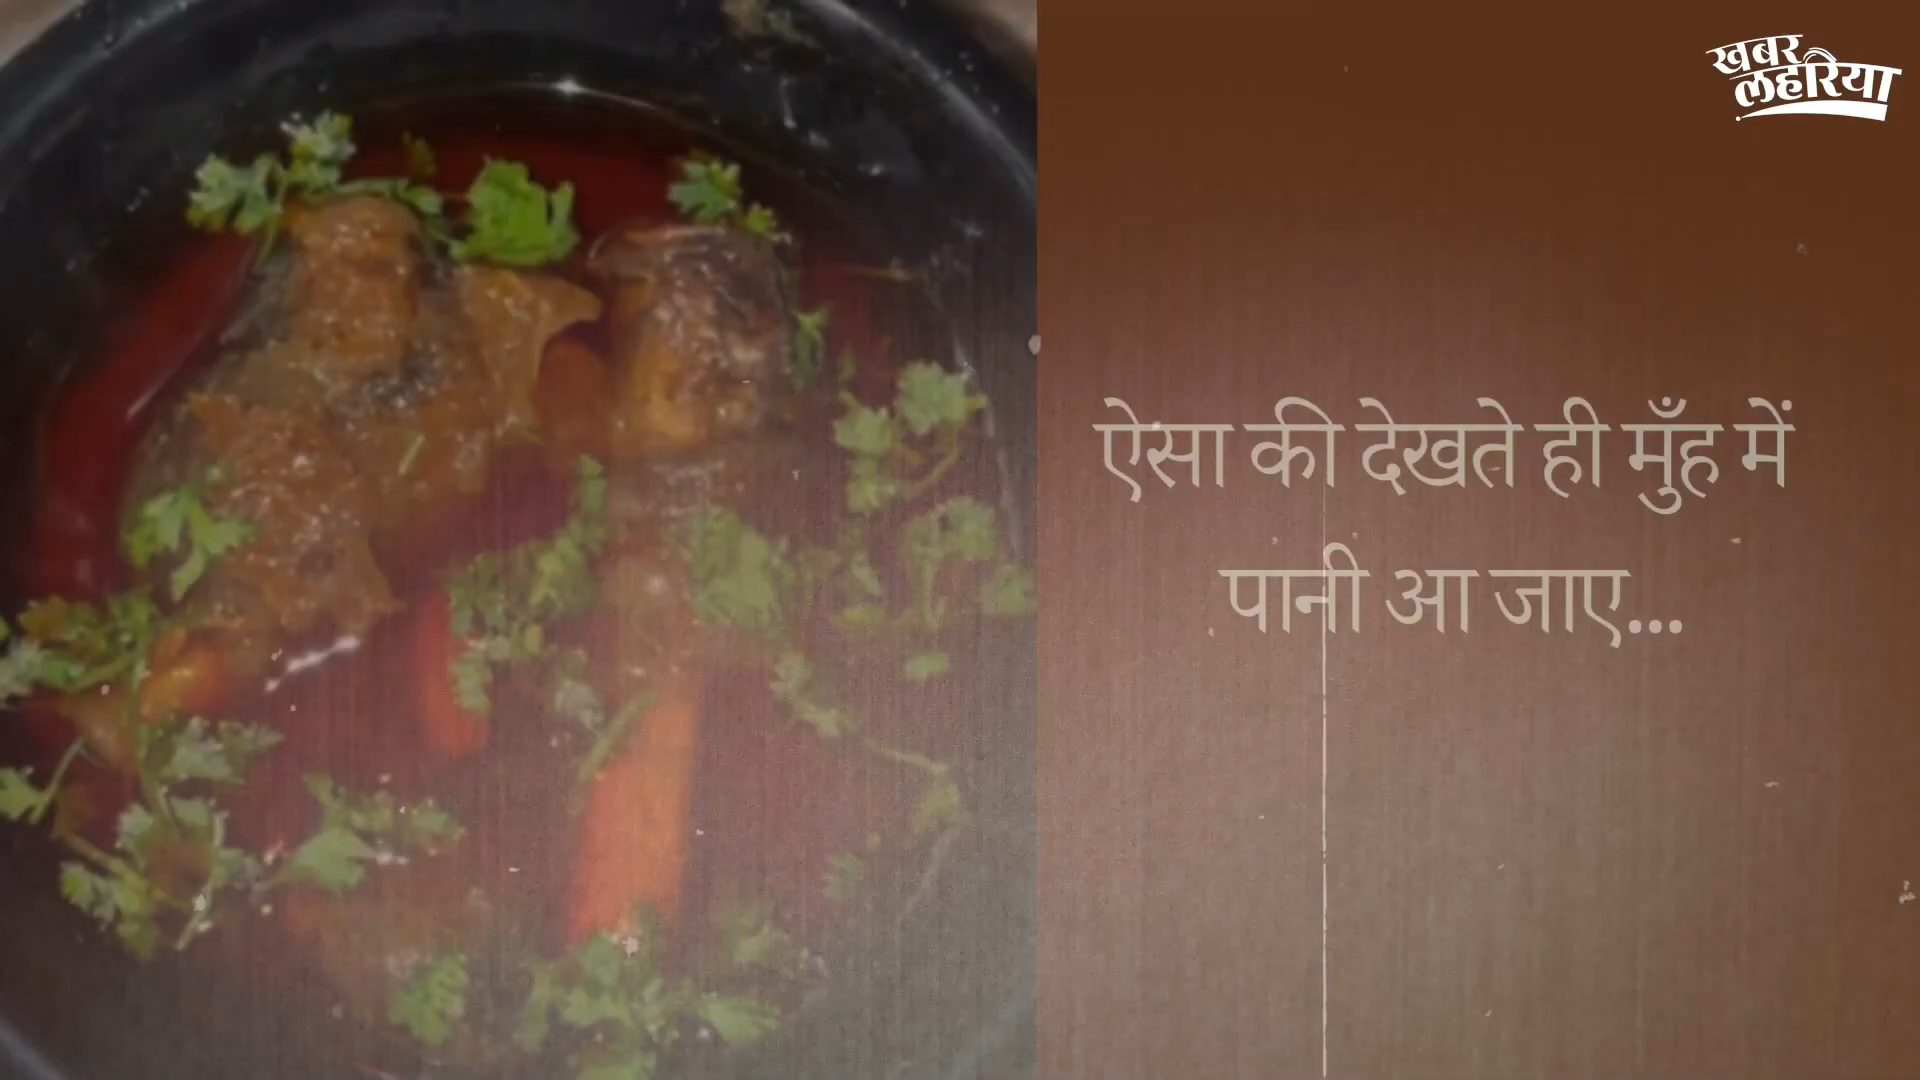 खबर
लहरिया
ऐसा की देखते ही मुँह में
पानी आ जाए...